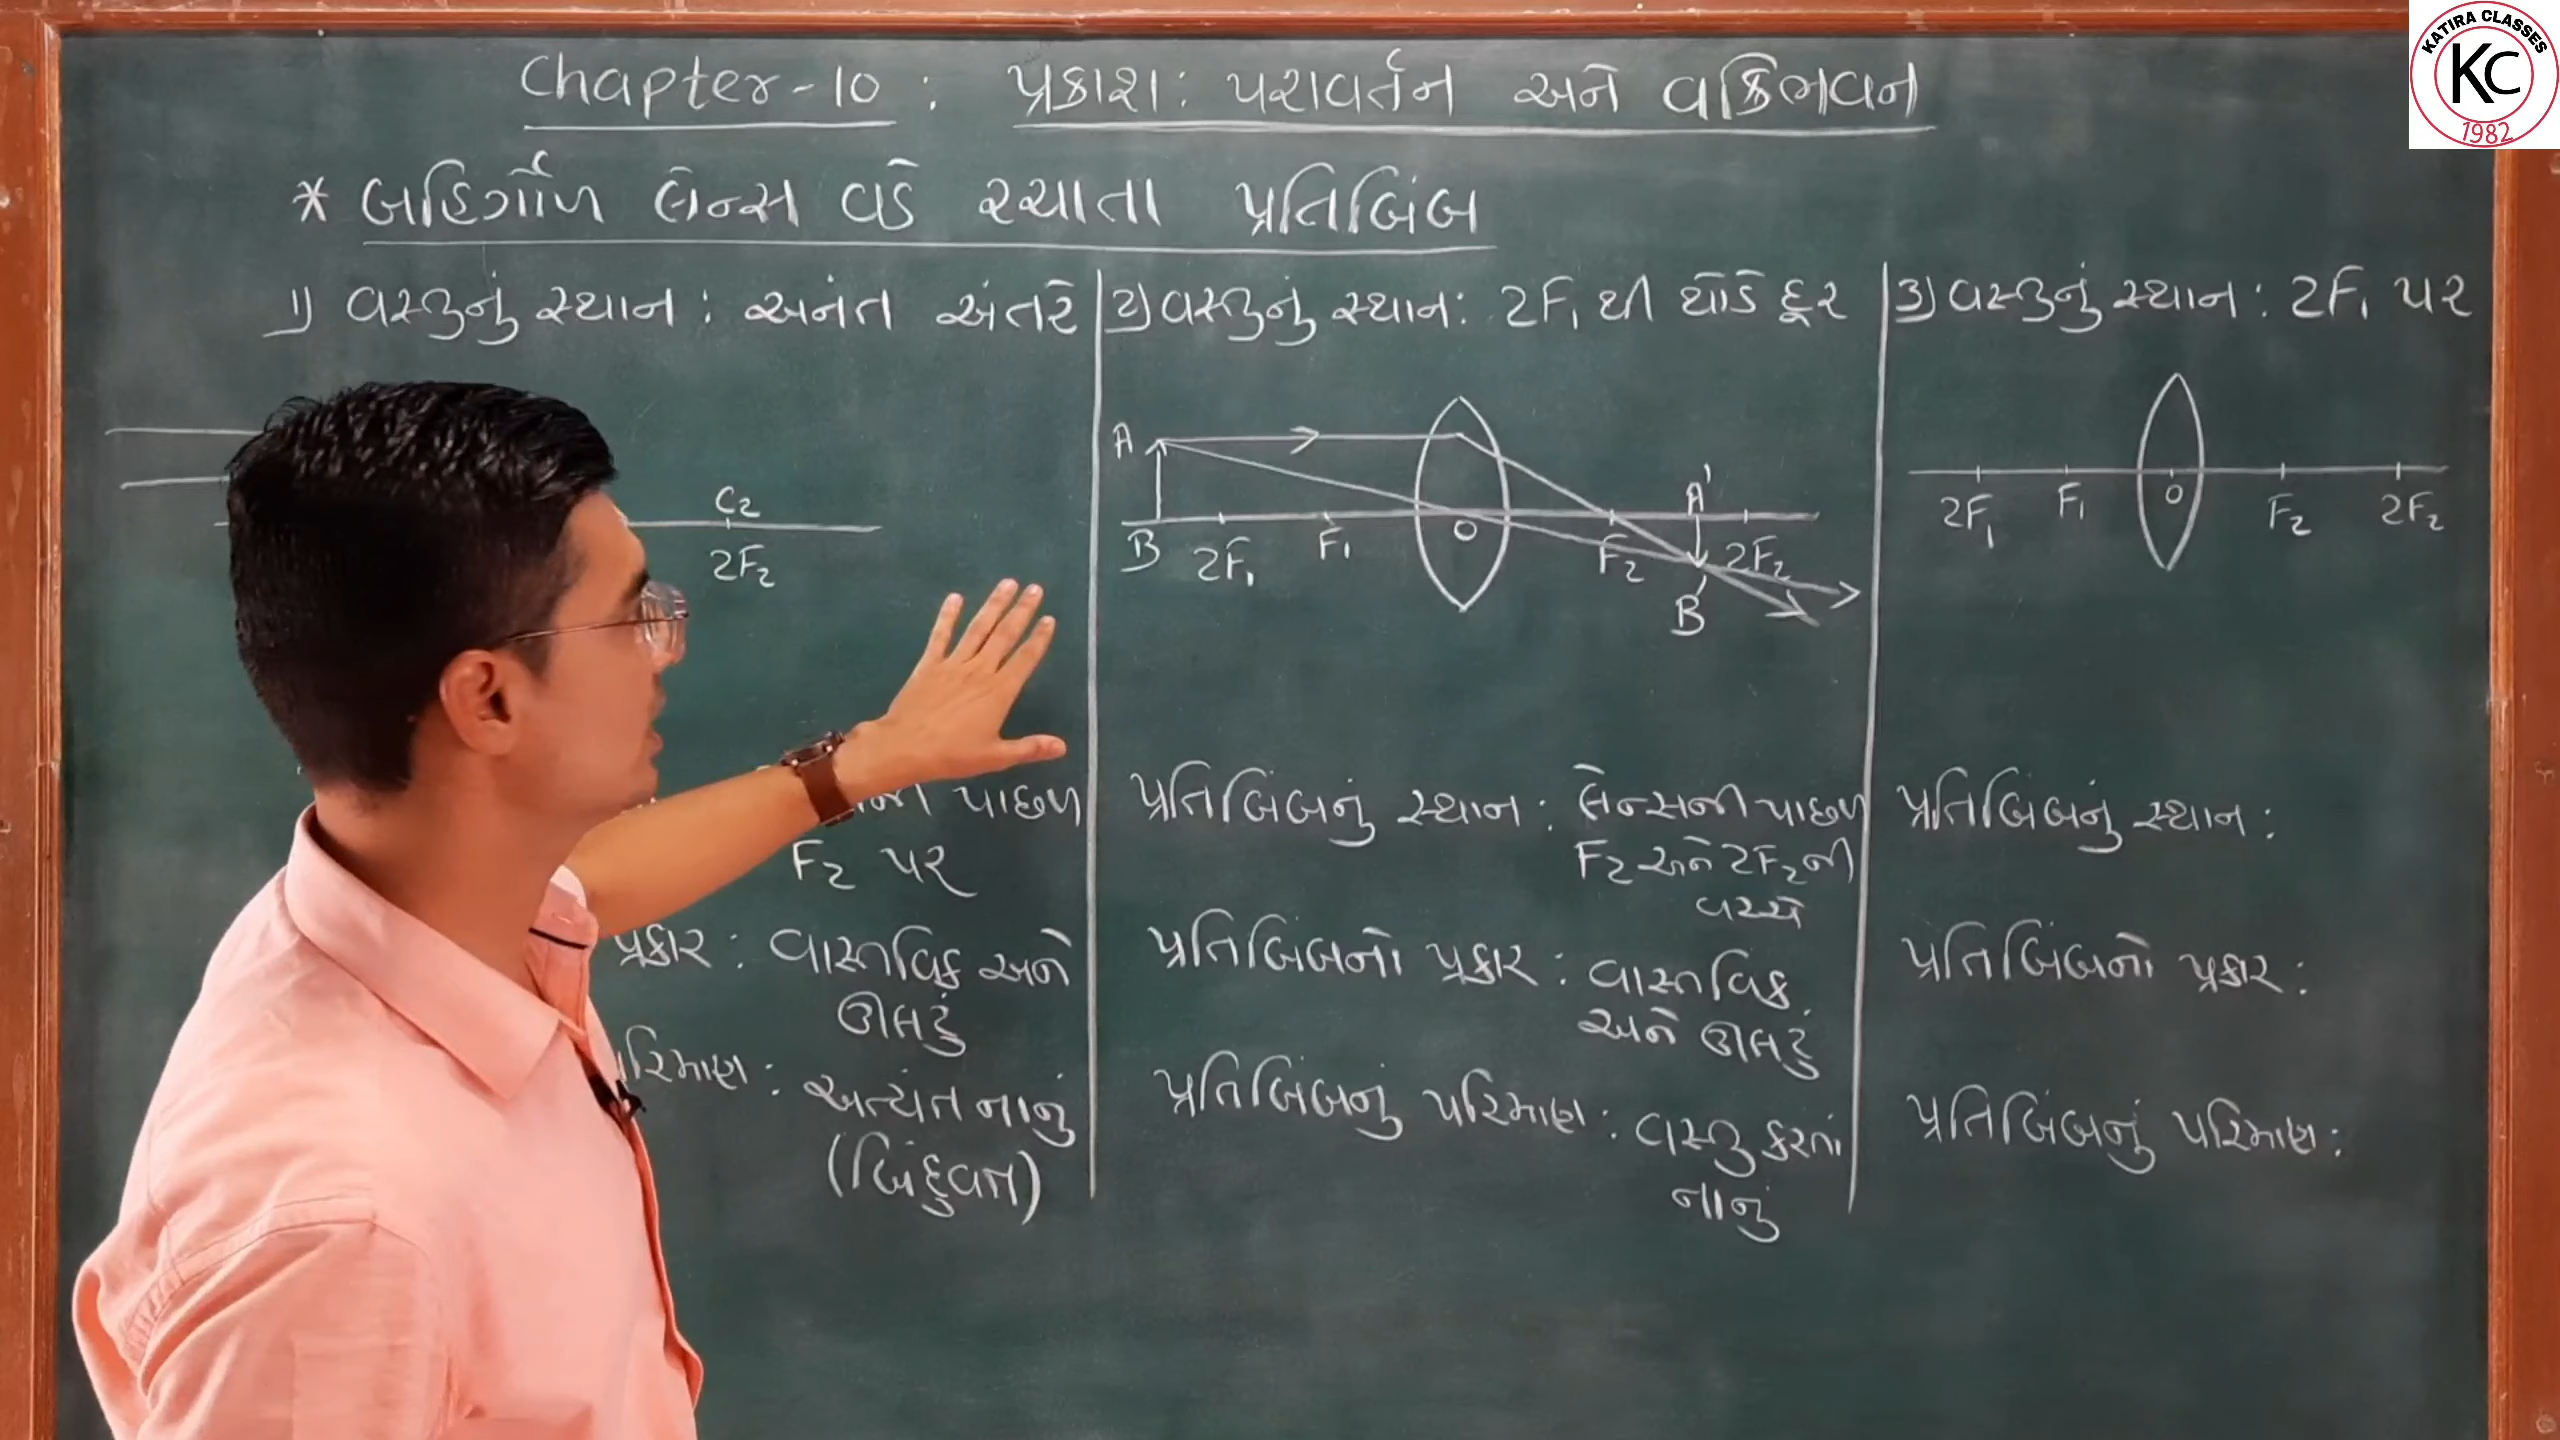 KATIRA CLASSES
KC
1982
Chapter-10 : પ્રકાશ: પરાવર્તન અને વક્રિભવન
* બહિર્ગોળ લેન્સ વડે રચાતા પ્રતિબિંબ
1) વસ્તુનું સ્થાન : અનંત અંતરે
C2
2F2
પાછળ
F2 પર
પ્રકાર : વાસ્તવિક અને
ઊલટું
અત્યંત નાનું
(બિંદુવત)
2) વસ્તુનું સ્થાન: 2F1 થી થોડે દૂર
A
B 2F1 F1 O F2 2F2
A'
B'
પ્રતિબિંબનું સ્થાન : લેન્સની પાછળ
F2 અને 2F2ની
વચ્ચે
પ્રતિબિંબનો પ્રકાર : વાસ્તવિક
અને ઊલટું
પ્રતિબિંબનું પરિમાણ : વસ્તુ કરતાં
નાનું
3) વસ્તુનું સ્થાન : 2F1 પર
2F1 F1 O F2 2F2
પ્રતિબિંબનું સ્થાન :
પ્રતિબિંબનો પ્રકાર :
પ્રતિબિંબનું પરિમાણ :